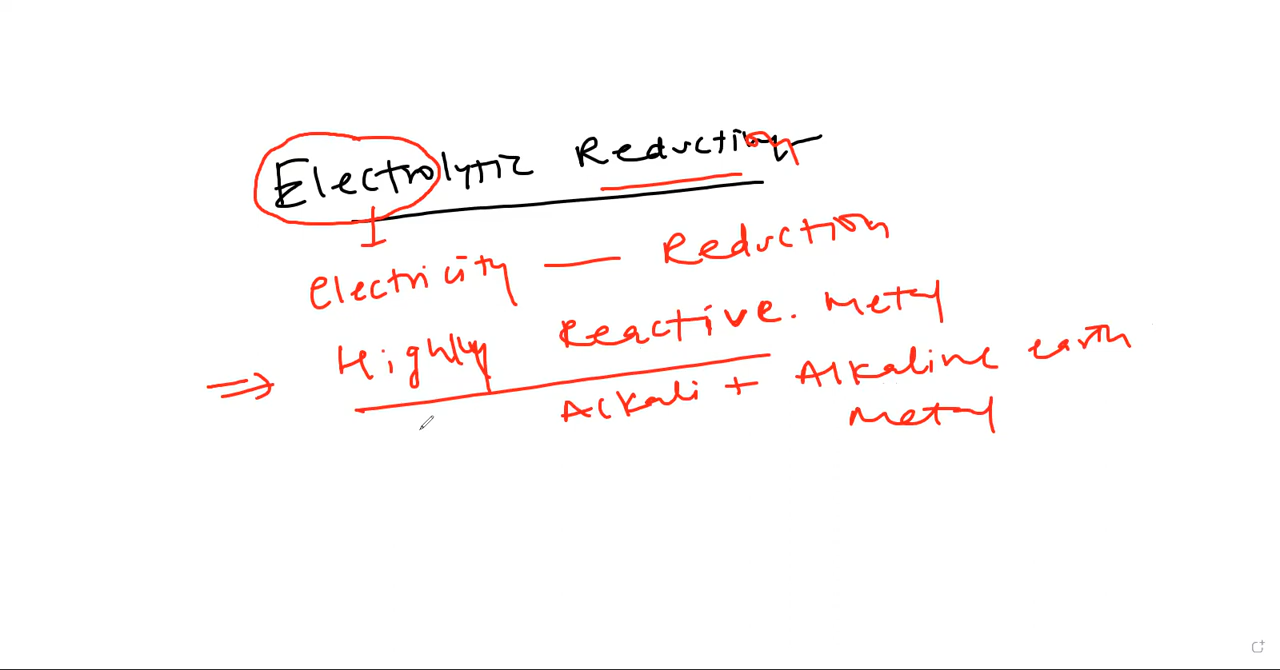 Electrolytic Reduction
Electricity — Reduction
⇒ Highly Reactive. Metal
Alkali + Alkaline earth
Metal